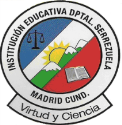 INSTITUCIÓN EDUCATIVA DPTAL. SERREZUELA
MADRID CUND.
Virtud y Ciencia